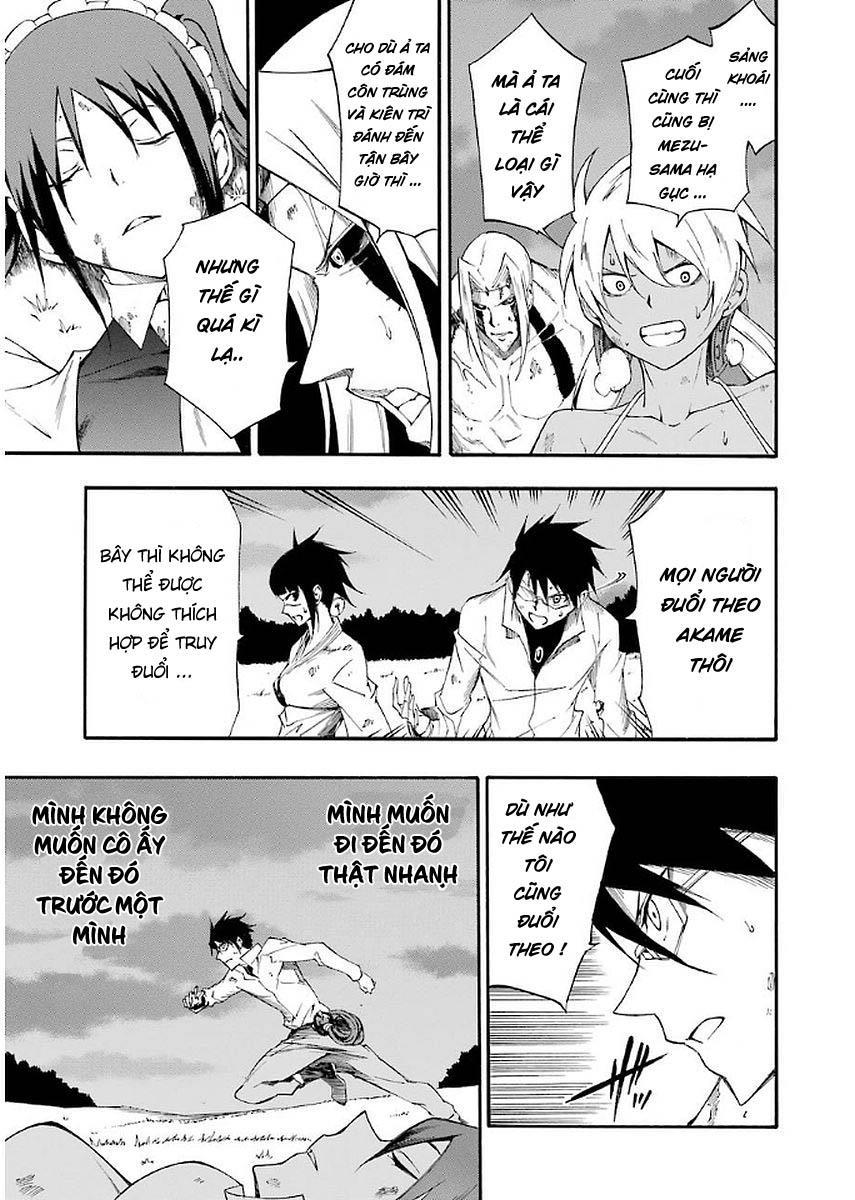 SẢNG
KHOÁI
....
CUỐI
CÙNG THÌ
CŨNG BỊ
MEZU-
SAMA HẠ
GỤC ...
MÀ Ả TA
LÀ CÁI
THỂ
LOẠI GÌ
VẬY
CHO DÙ Ả TA
CÓ ĐÁM
CÔN TRÙNG
VÀ KIÊN TRÌ
ĐÁNH ĐẾN
TẬN BÂY
GIỜ THÌ ...
NHƯNG
THẾ GÌ
QUÁ KÌ
LẠ..
MỌI NGƯỜI
ĐUỔI THEO
AKAME
THÔI
BÂY THÌ KHÔNG
THỂ ĐƯỢC
KHÔNG THÍCH
HỢP ĐỂ TRUY
ĐUỔI ...
DÙ NHƯ
THẾ NÀO
TÔI
CŨNG
ĐUỔI
THEO !
MÌNH MUỐN
ĐI ĐẾN ĐÓ
THẬT NHANH
MÌNH KHÔNG
MUỐN CÔ ẤY
ĐẾN ĐÓ
TRƯỚC MỘT
MÌNH